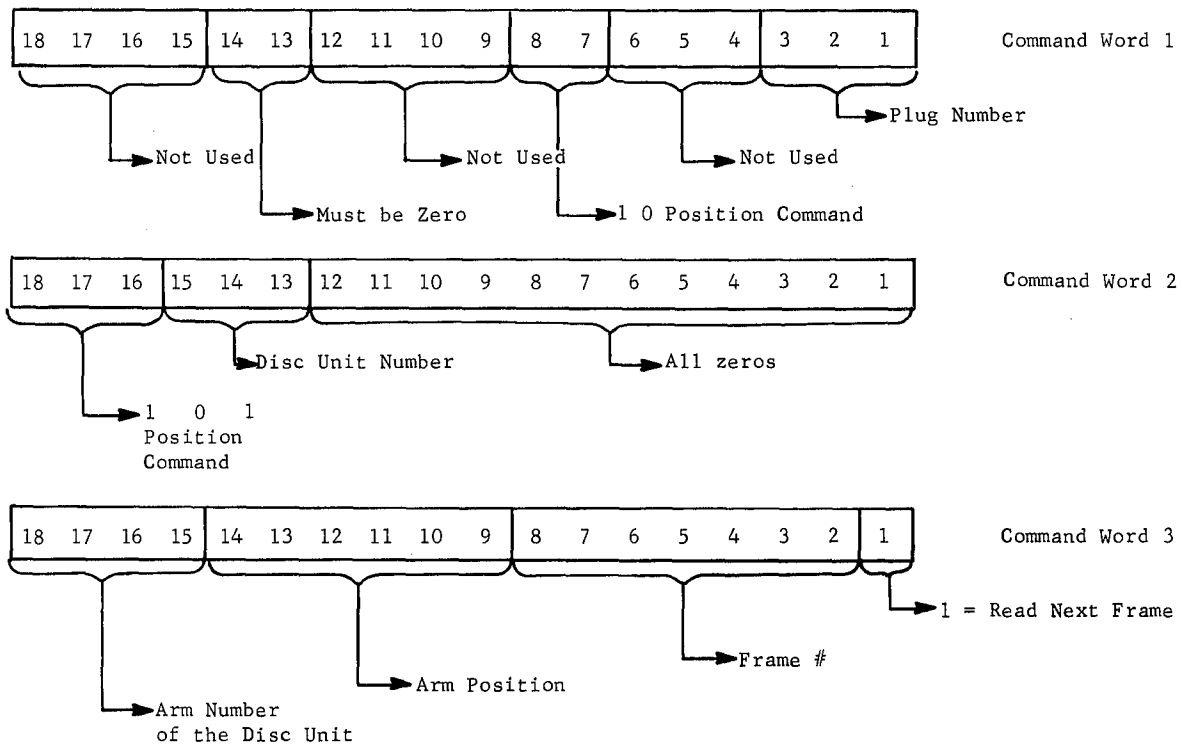 18 17 16 15 14 13 12 11 10 9 8 7 6 5 4 3 2 1 Command Word 1
Plug Number
Not Used Not Used Not Used
Must be Zero 1 0 Position Command
18 17 16 15 14 13 12 11 10 9 8 7 6 5 4 3 2 1 Command Word 2
Disc Unit Number All zeros
1 0 1
Position
Command
18 17 16 15 14 13 12 11 10 9 8 7 6 5 4 3 2 1 Command Word 3
1 = Read Next Frame
Frame #
Arm Position
Arm Number
of the Disc Unit